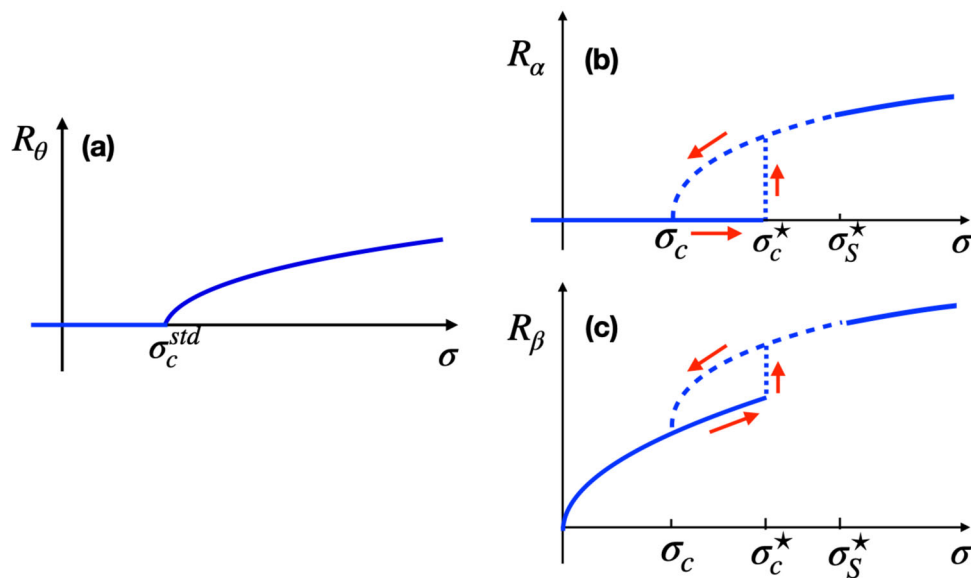 R_θ (a)
σ_c^{std} σ
R_α (b)
σ_c σ_c^★ σ_S^★ σ
R_β (c)
σ_c σ_c^★ σ_S^★ σ